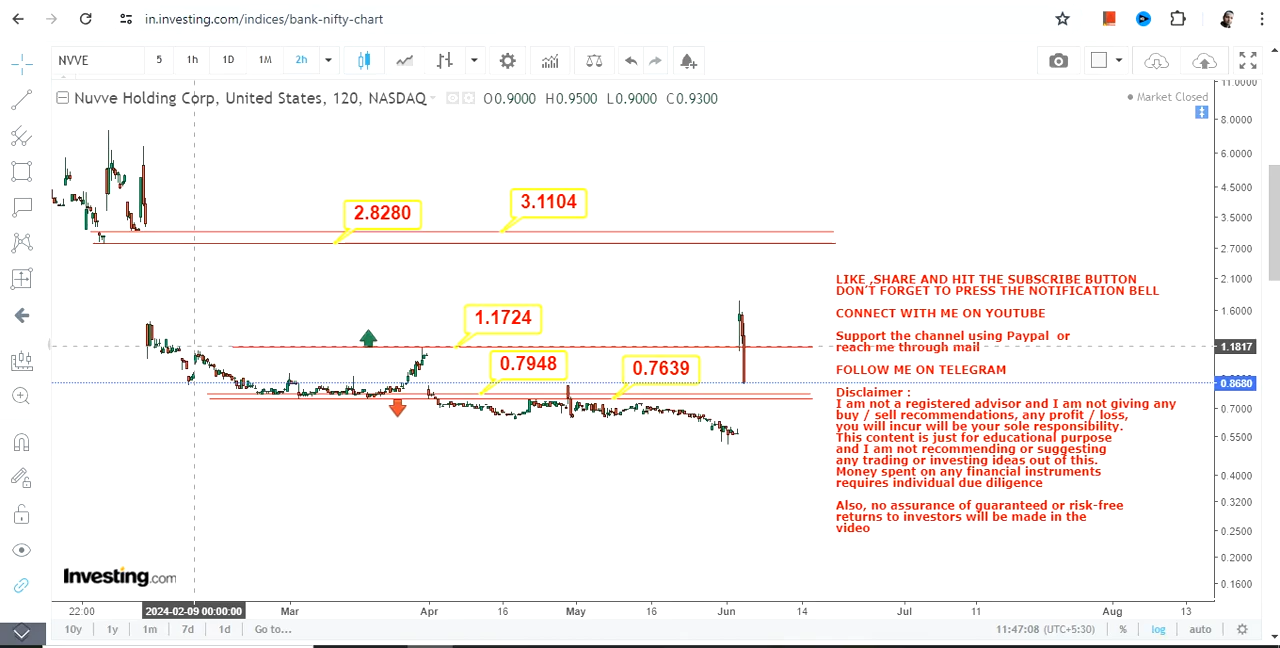 in.investing.com/indices/bank-nifty-chart
NVVE
5
1h
1D
1M
2h
Nuvve Holding Corp, United States, 120, NASDAQ
O0.9000 H0.9500 L0.9000 C0.9300
Market Closed
11.0000
8.0000
6.0000
4.5000
3.5000
2.7000
2.1000
1.6000
1.1817
0.8680
0.7000
0.5500
0.4000
0.3200
0.2500
0.2000
0.1600
2.8280
3.1104
1.1724
0.7948
0.7639
LIKE ,SHARE AND HIT THE SUBSCRIBE BUTTON
DON'T FORGET TO PRESS THE NOTIFICATION BELL
CONNECT WITH ME ON YOUTUBE
Support the channel using Paypal or
reach me through mail
FOLLOW ME ON TELEGRAM
Disclaimer :
I am not a registered advisor and I am not giving any
buy / sell recommendations, any profit / loss,
you will incur will be your sole responsibility.
This content is just for educational purpose
and I am not recommending or suggesting
any trading or investing ideas out of this.
Money spent on any financial instruments
requires individual due diligence
Also, no assurance of guaranteed or risk-free
returns to investors will be made in the
video
Investing.com
22:00
2024-02-09 00:00:00
Mar
Apr
16
May
16
Jun
14
Jul
11
Aug
13
10y
1y
1m
7d
1d
Go to...
11:47:08 (UTC+5:30)
%
log
auto